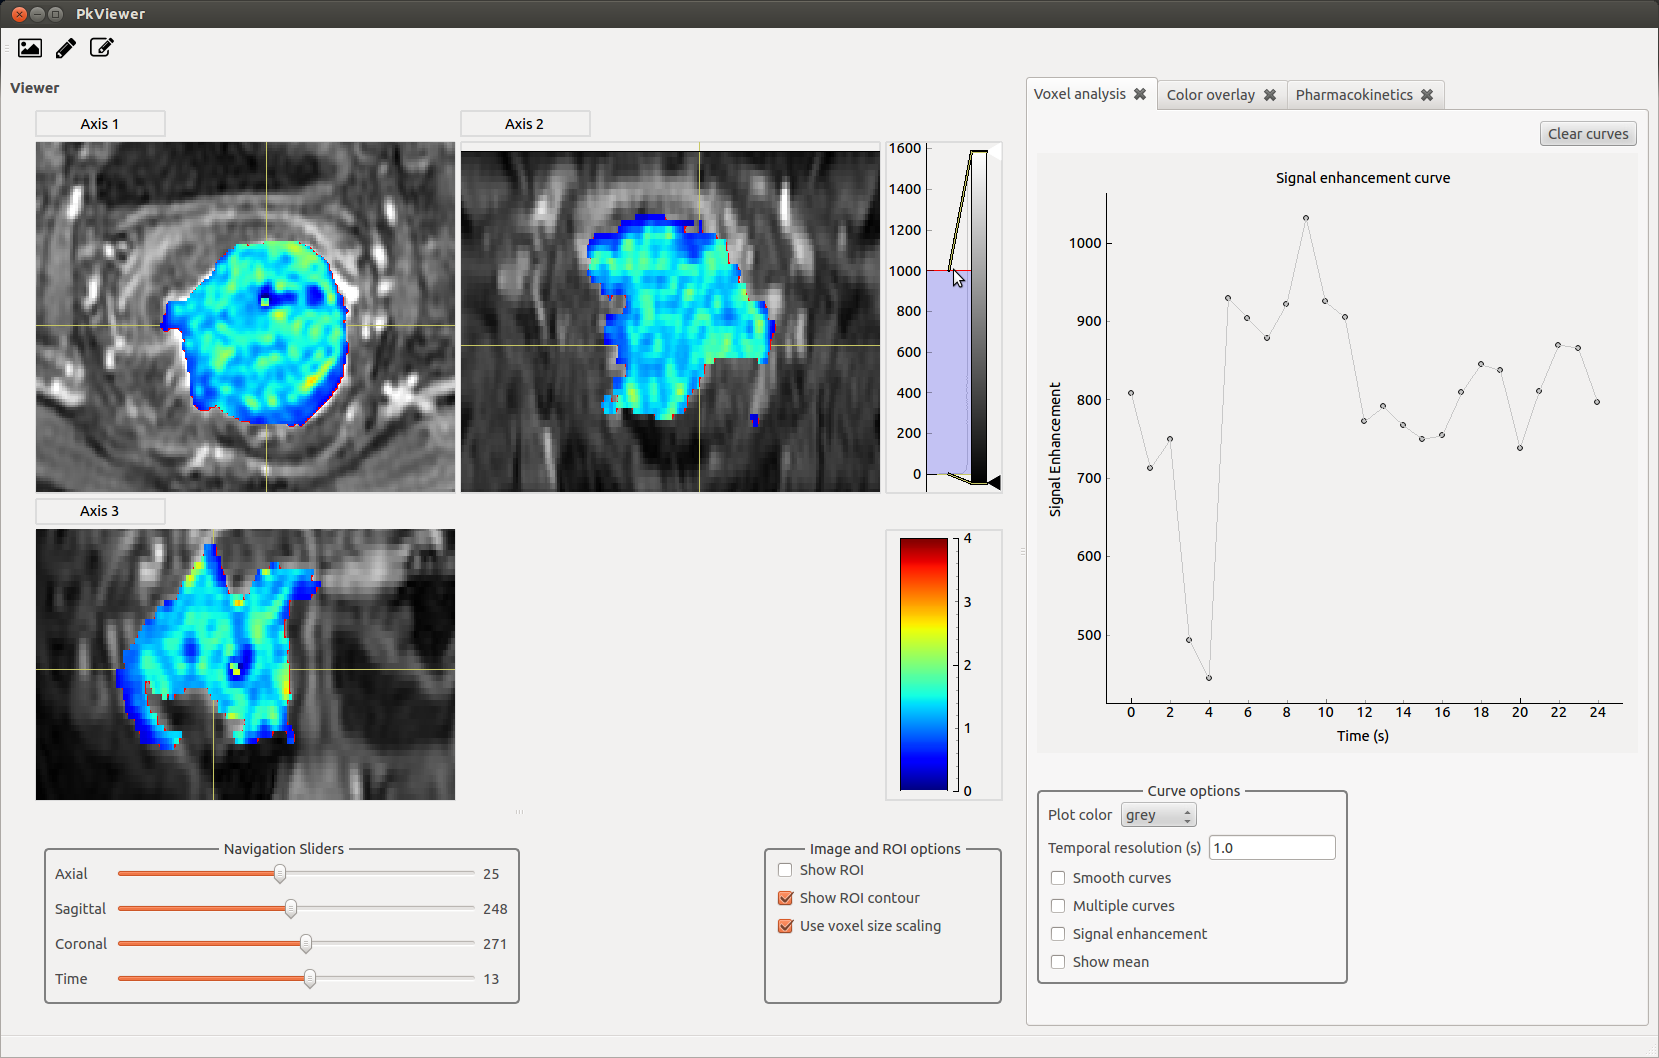 PkViewer
Viewer
Axis 1
Axis 2
1600
1400
1200
1000
800
600
400
200
0
Axis 3
4
3
2
1
0
Navigation Sliders
Axial 25
Sagittal 248
Coronal 271
Time 13
Image and ROI options
Show ROI
Show ROI contour
Use voxel size scaling
Voxel analysis Color overlay Pharmacokinetics
Clear curves
Signal enhancement curve
Signal Enhancement
1000
900
800
700
600
500
0 2 4 6 8 10 12 14 16 18 20 22 24
Time (s)
Curve options
Plot color grey
Temporal resolution (s) 1.0
Smooth curves
Multiple curves
Signal enhancement
Show mean